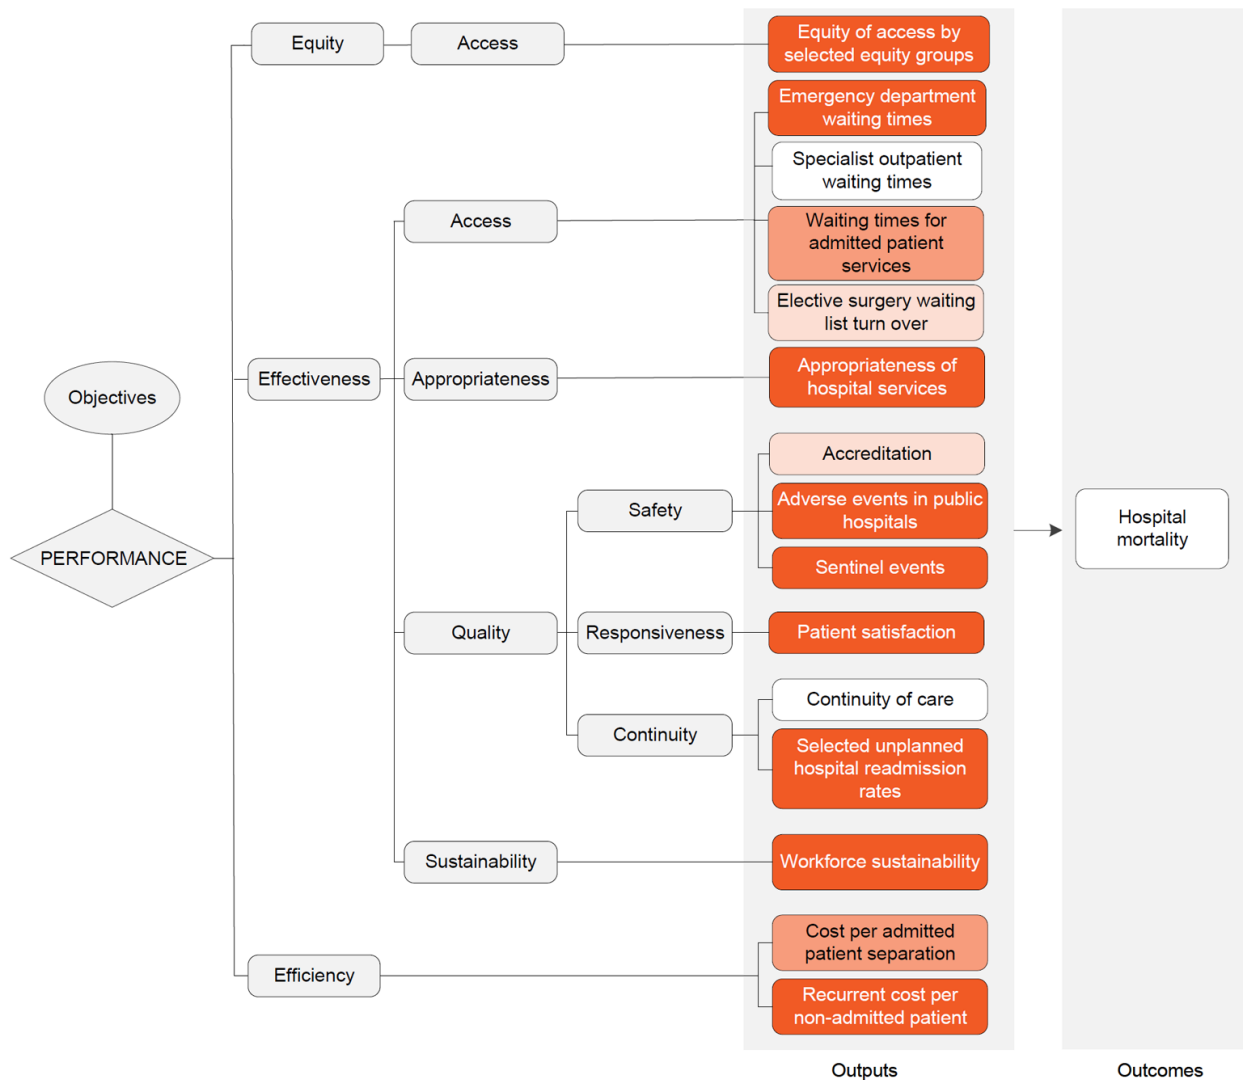 Equity
Access
Equity of access by
selected equity groups
Emergency department
waiting times
Specialist outpatient
waiting times
Access
Waiting times for
admitted patient
services
Elective surgery waiting
list turn over
Objectives
Effectiveness
Appropriateness
Appropriateness of
hospital services
Accreditation
Safety
Adverse events in public
hospitals
Hospital
mortality
PERFORMANCE
Sentinel events
Quality
Responsiveness
Patient satisfaction
Continuity of care
Continuity
Selected unplanned
hospital readmission
rates
Sustainability
Workforce sustainability
Cost per admitted
patient separation
Efficiency
Recurrent cost per
non-admitted patient
Outputs
Outcomes